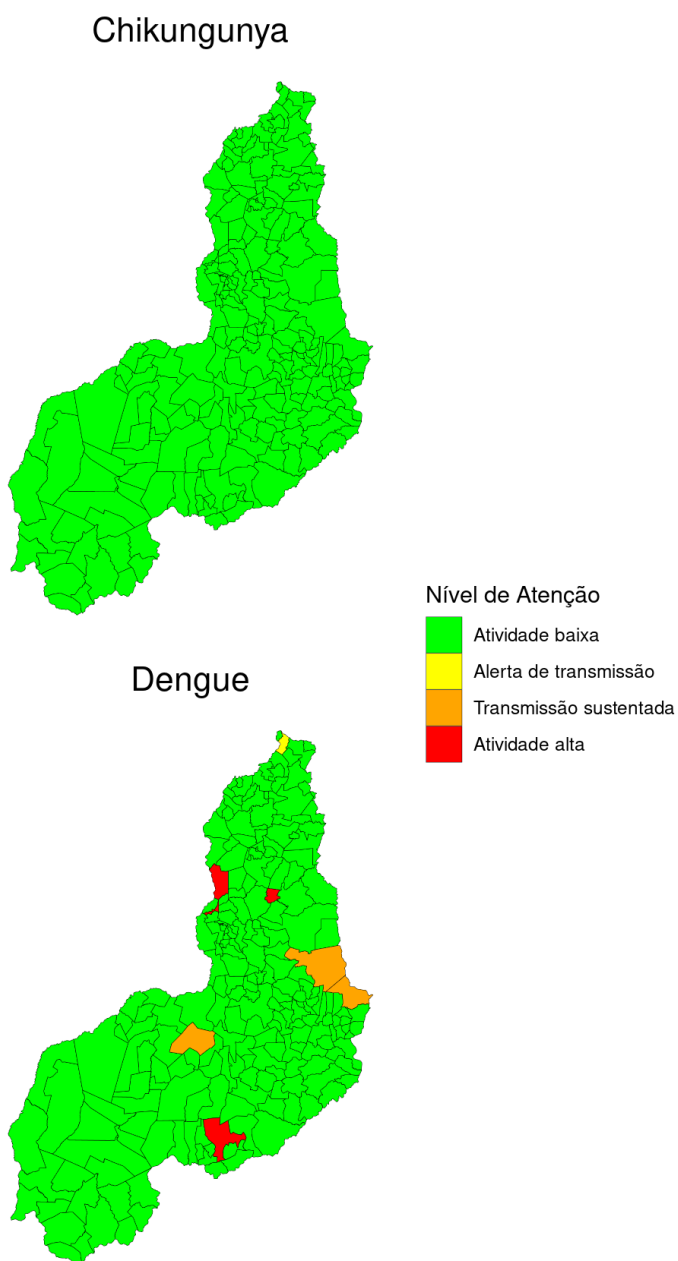 Chikungunya
Nível de Atenção
Atividade baixa
Alerta de transmissão
Transmissão sustentada
Atividade alta
Dengue